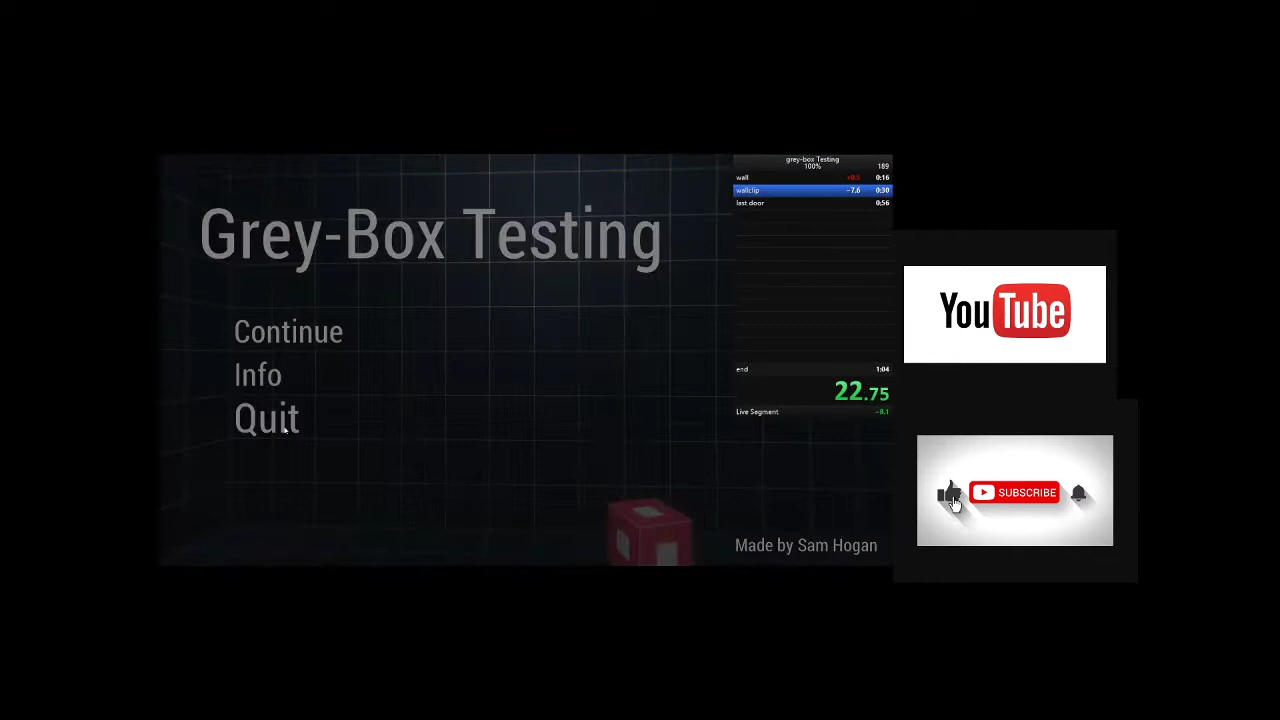 grey-box Testing
100% 189
wall +0.5 0:16
wallclip −7.6 0:30
last door 0:56
Grey-Box Testing
Continue
Info
Quit
end 1:04
22.75
Live Segment −8.1
Made by Sam Hogan
YouTube
SUBSCRIBE